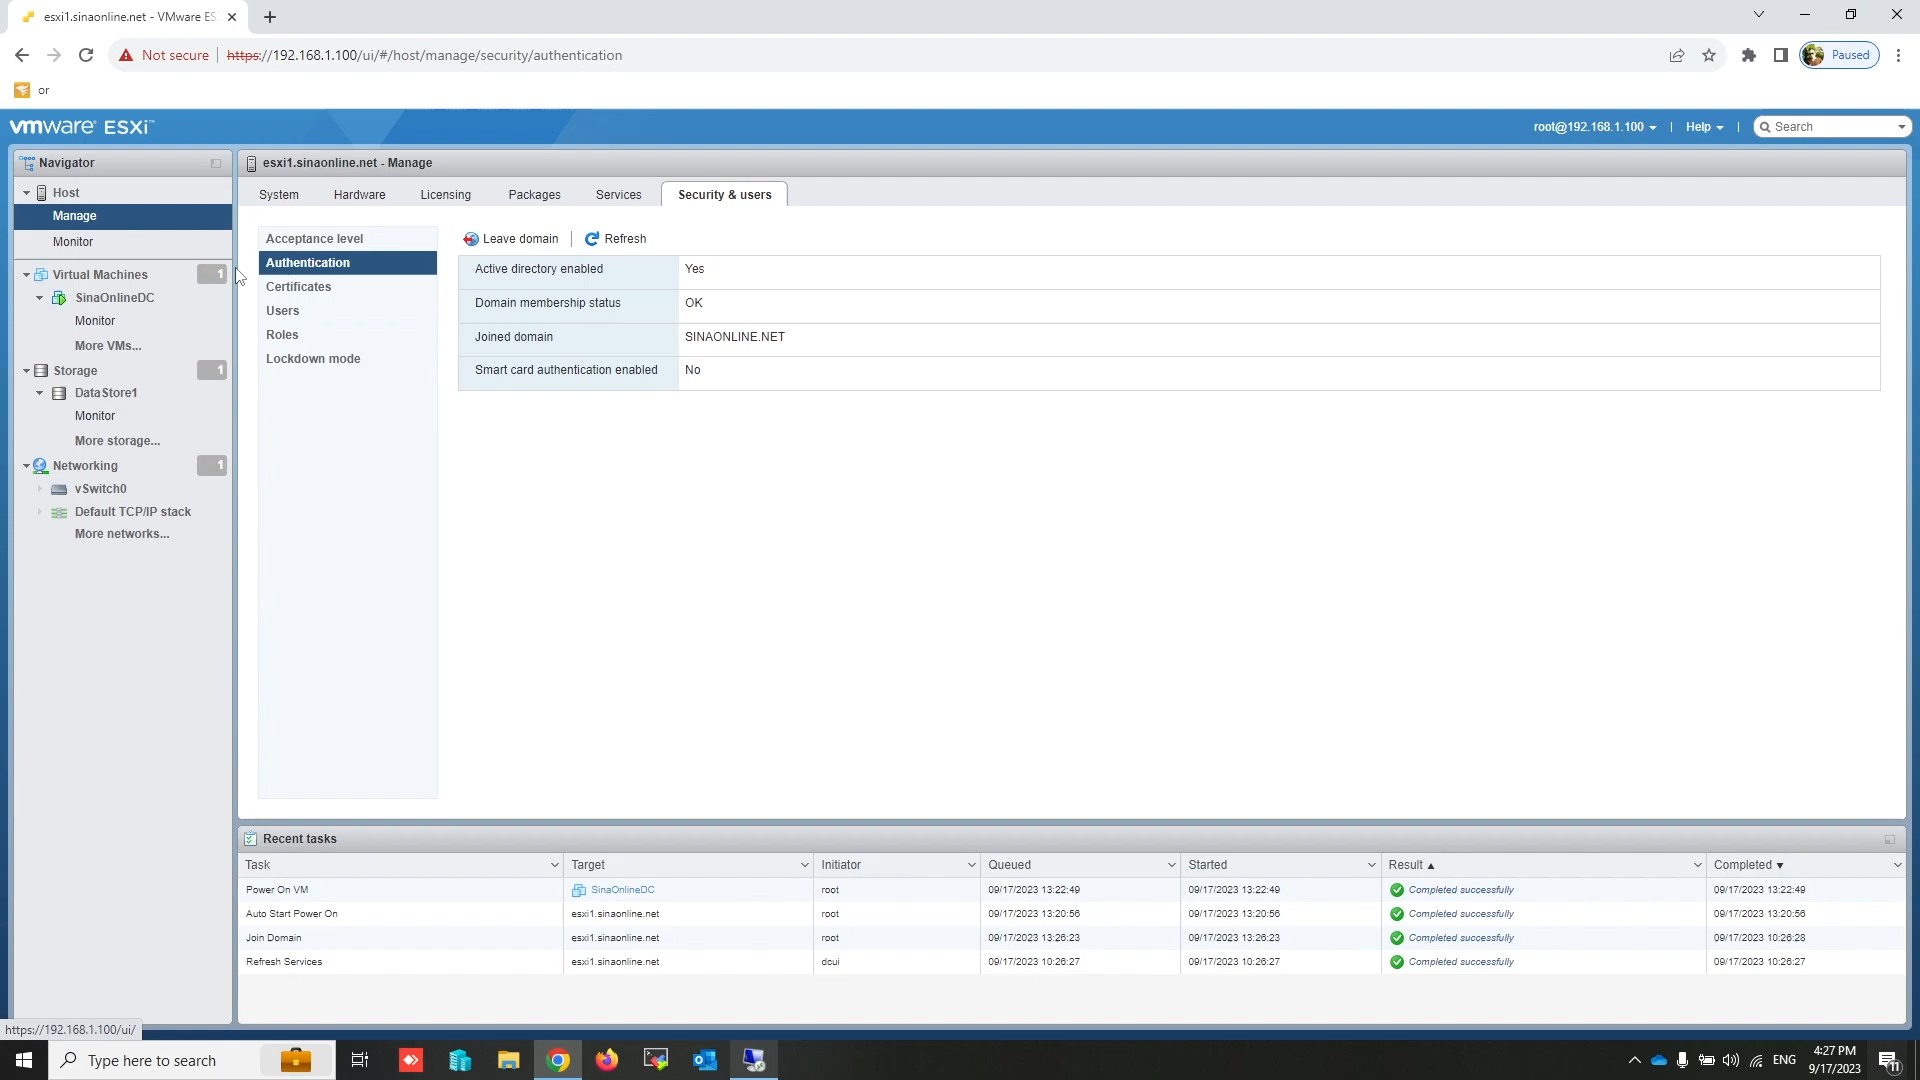 esxi1.sinaonline.net - VMware ES
Not secure https://192.168.1.100/ui/#/host/manage/security/authentication
Paused
or
vmware ESXi™
root@192.168.1.100 | Help | Search
Navigator
Host
Manage
Monitor
Virtual Machines 1
SinaOnlineDC
Monitor
More VMs...
Storage 1
DataStore1
Monitor
More storage...
Networking 1
vSwitch0
Default TCP/IP stack
More networks...
esxi1.sinaonline.net - Manage
System Hardware Licensing Packages Services Security & users
Acceptance level
Authentication
Certificates
Users
Roles
Lockdown mode
Leave domain | Refresh
Active directory enabled Yes
Domain membership status OK
Joined domain SINAONLINE.NET
Smart card authentication enabled No
Recent tasks
Task Target Initiator Queued Started Result Completed
Power On VM SinaOnlineDC root 09/17/2023 13:22:49 09/17/2023 13:22:49 Completed successfully 09/17/2023 13:22:49
Auto Start Power On esxi1.sinaonline.net root 09/17/2023 13:20:56 09/17/2023 13:20:56 Completed successfully 09/17/2023 13:20:56
Join Domain esxi1.sinaonline.net root 09/17/2023 13:26:23 09/17/2023 13:26:23 Completed successfully 09/17/2023 10:26:28
Refresh Services esxi1.sinaonline.net dcui 09/17/2023 10:26:27 09/17/2023 10:26:27 Completed successfully 09/17/2023 10:26:27
https://192.168.1.100/ui/
Type here to search
ENG
4:27 PM
9/17/2023
11